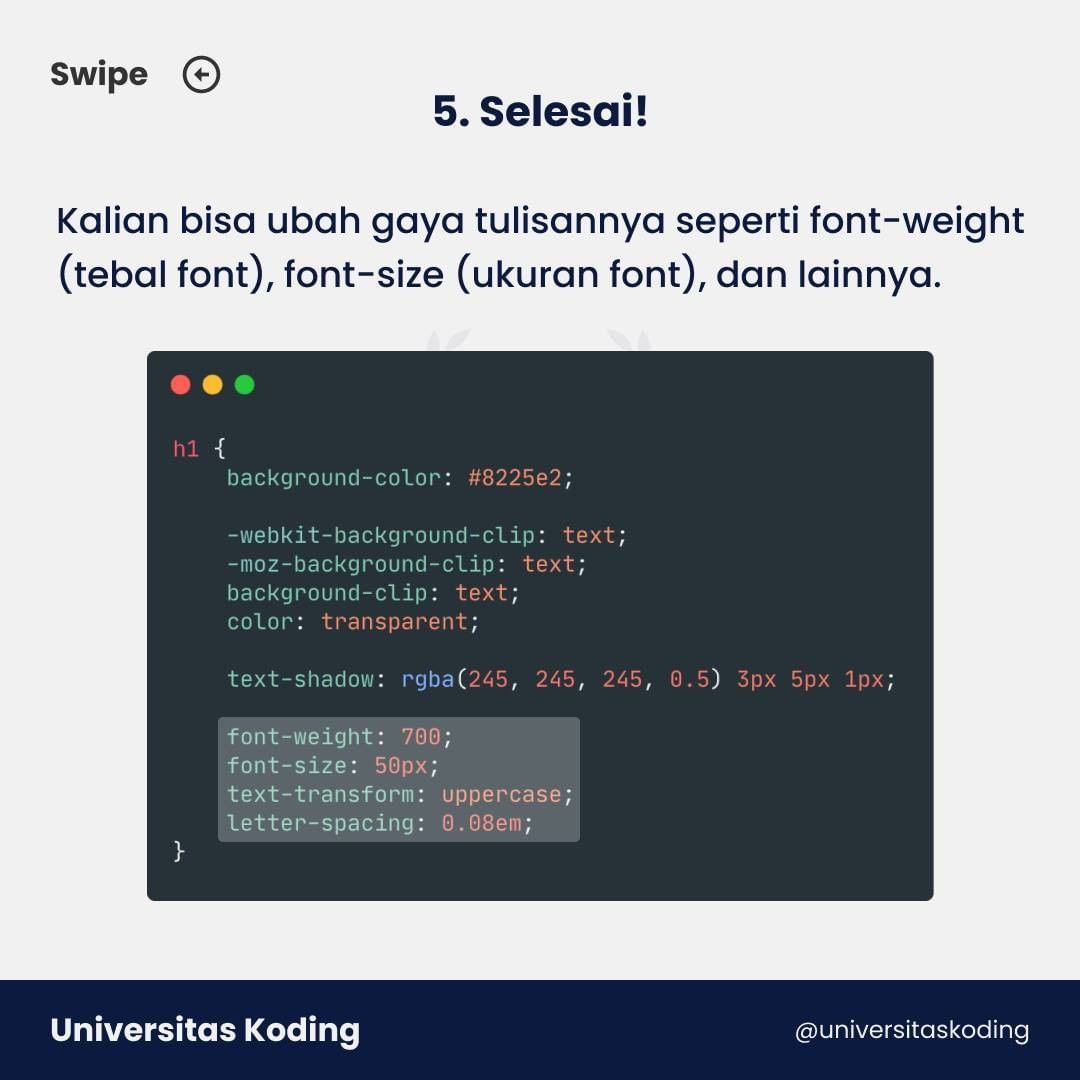 Swipe
5. Selesai!
Kalian bisa ubah gaya tulisannya seperti font-weight
(tebal font), font-size (ukuran font), dan lainnya.
h1 {
    background-color: #8225e2;

    -webkit-background-clip: text;
    -moz-background-clip: text;
    background-clip: text;
    color: transparent;

    text-shadow: rgba(245, 245, 245, 0.5) 3px 5px 1px;

    font-weight: 700;
    font-size: 50px;
    text-transform: uppercase;
    letter-spacing: 0.08em;
}
Universitas Koding
@universitaskoding